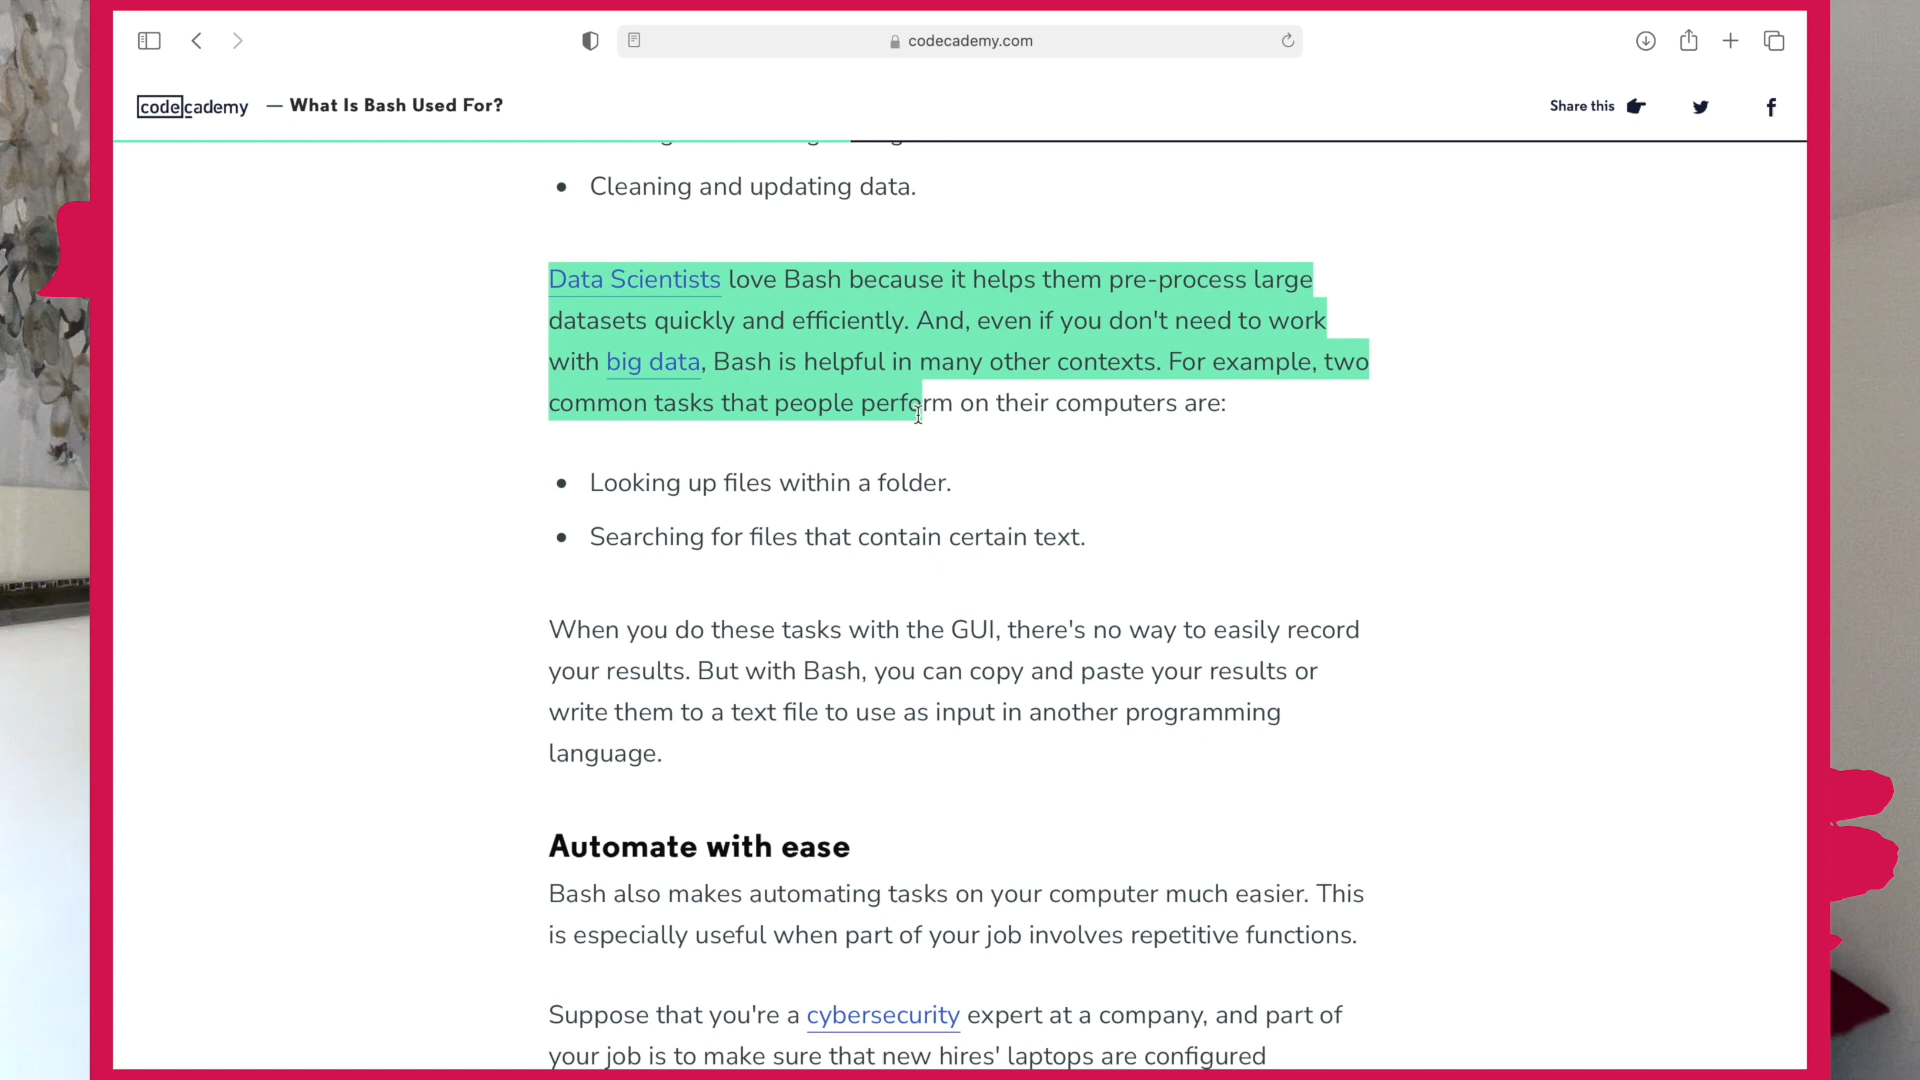 codecademy.com
codecademy — What Is Bash Used For?
Share this
Cleaning and updating data.
Data Scientists love Bash because it helps them pre-process large
datasets quickly and efficiently. And, even if you don't need to work
with big data, Bash is helpful in many other contexts. For example, two
common tasks that people perform on their computers are:
Looking up files within a folder.
Searching for files that contain certain text.
When you do these tasks with the GUI, there's no way to easily record
your results. But with Bash, you can copy and paste your results or
write them to a text file to use as input in another programming
language.
Automate with ease
Bash also makes automating tasks on your computer much easier. This
is especially useful when part of your job involves repetitive functions.
Suppose that you're a cybersecurity expert at a company, and part of
your job is to make sure that new hires' laptops are configured